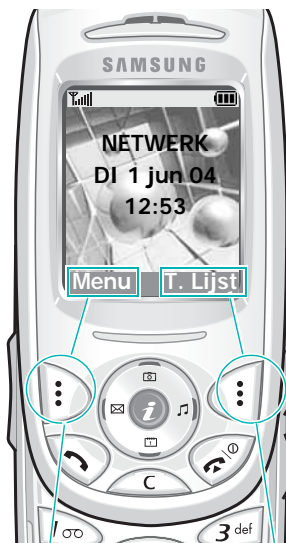 SAMSUNG
NETWERK
DI 1 jun 04
12:53
Menu T. Lijst
i
C
1 3 def